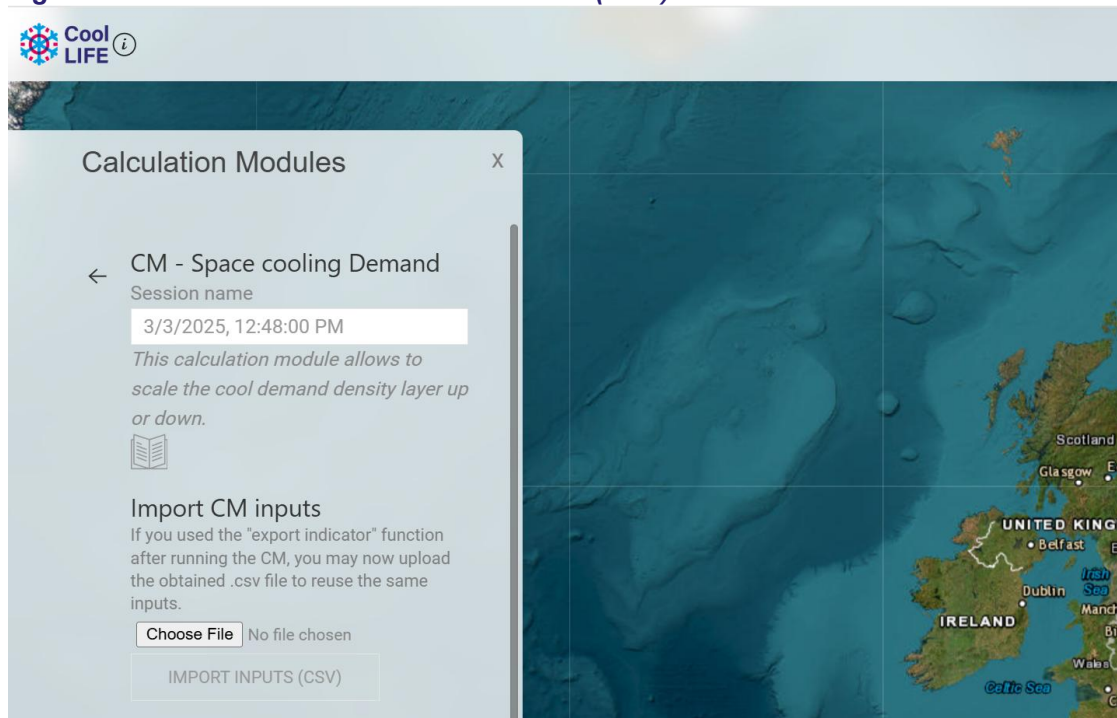 Cool
LIFE
i
Calculation Modules
X
CM - Space cooling Demand
Session name
3/3/2025, 12:48:00 PM
This calculation module allows to
scale the cool demand density layer up
or down.
Import CM inputs
If you used the "export indicator" function
after running the CM, you may now upload
the obtained .csv file to reuse the same
inputs.
Choose File No file chosen
IMPORT INPUTS (CSV)
Scotland
Glasgow
E
UNITED KING
Belfast
Irish
Sea
Dublin
Manch
IRELAND
Bi
Wales
Celtic Sea